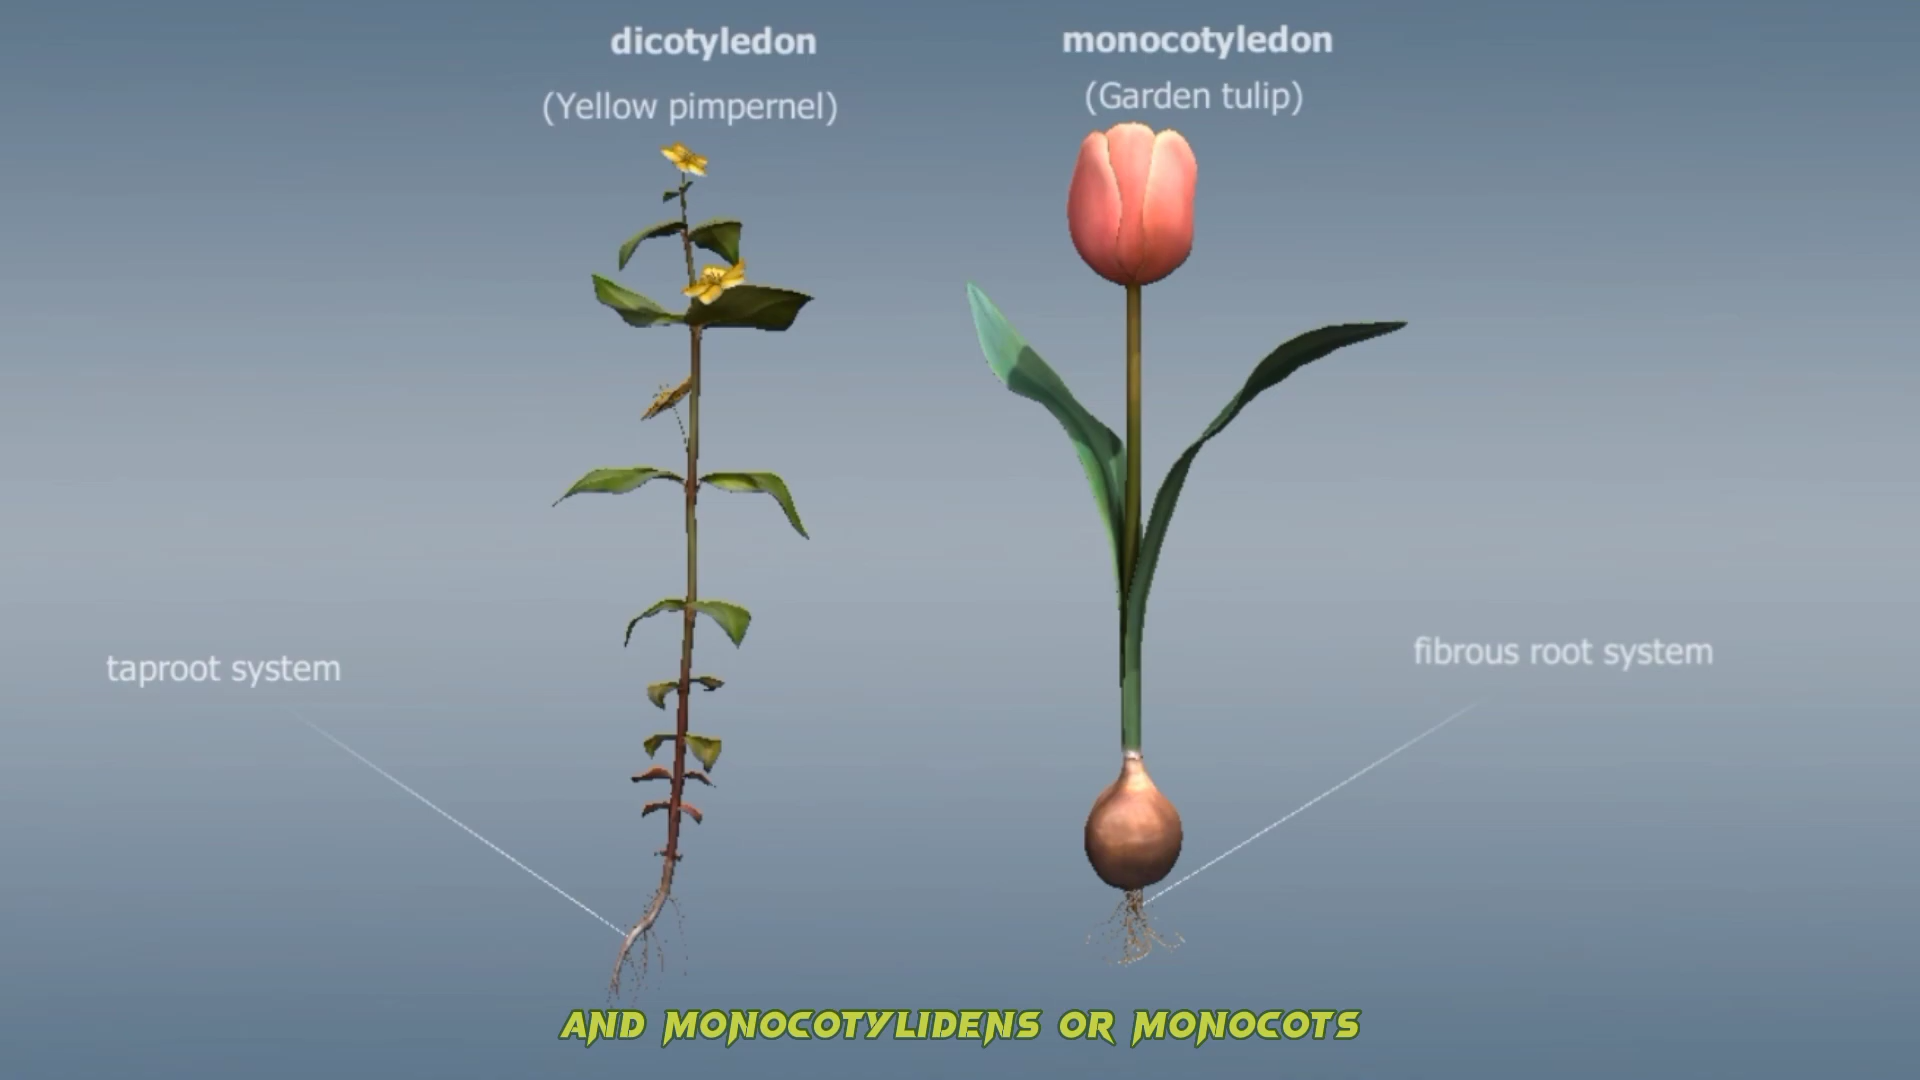 dicotyledon
(Yellow pimpernel)
monocotyledon
(Garden tulip)
taproot system
fibrous root system
AND MONOCOTYLIDENS OR MONOCOTS